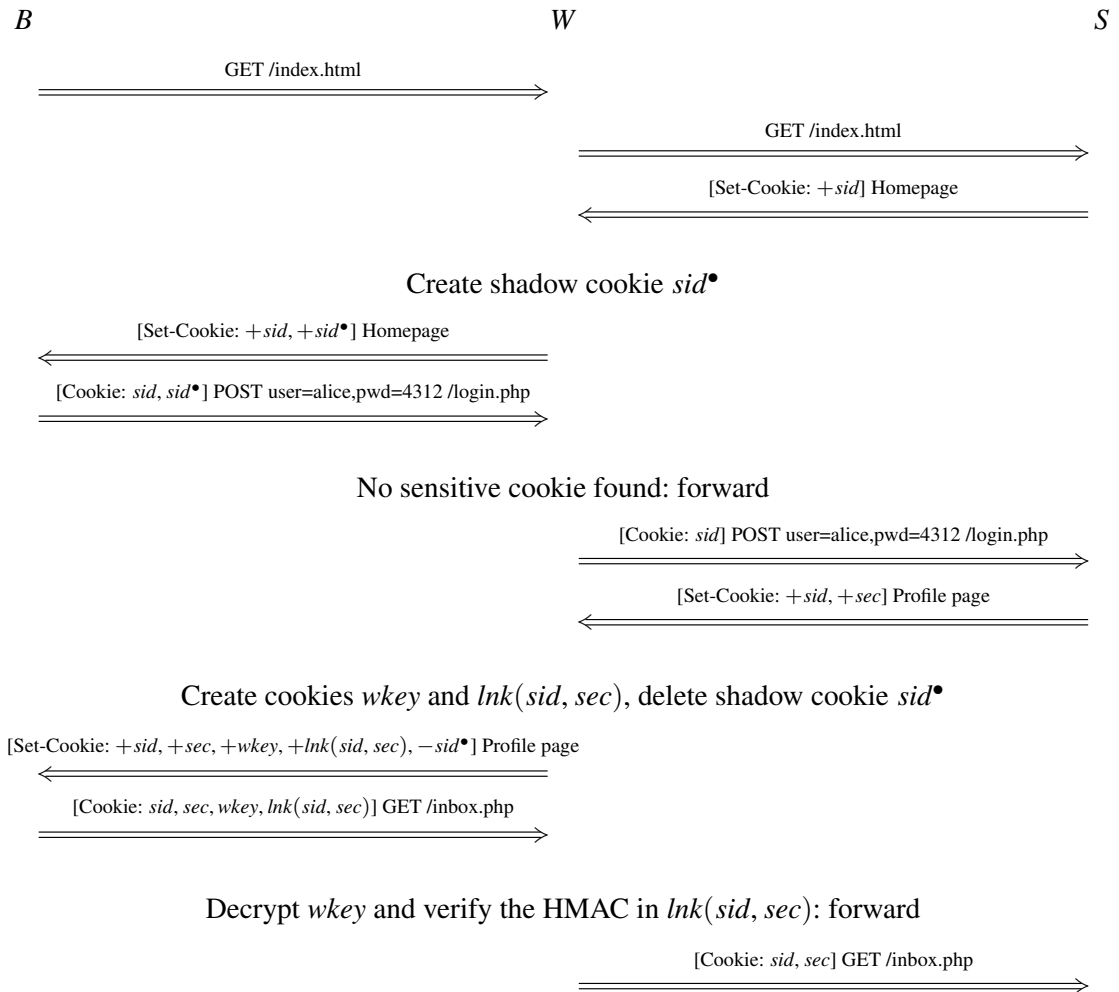 B W S
GET /index.html
GET /index.html
[Set-Cookie: +sid] Homepage
Create shadow cookie sid•
[Set-Cookie: +sid, +sid•] Homepage
[Cookie: sid, sid•] POST user=alice,pwd=4312 /login.php
No sensitive cookie found: forward
[Cookie: sid] POST user=alice,pwd=4312 /login.php
[Set-Cookie: +sid, +sec] Profile page
Create cookies wkey and lnk(sid, sec), delete shadow cookie sid•
[Set-Cookie: +sid, +sec, +wkey, +lnk(sid, sec), −sid•] Profile page
[Cookie: sid, sec, wkey, lnk(sid, sec)] GET /inbox.php
Decrypt wkey and verify the HMAC in lnk(sid, sec): forward
[Cookie: sid, sec] GET /inbox.php